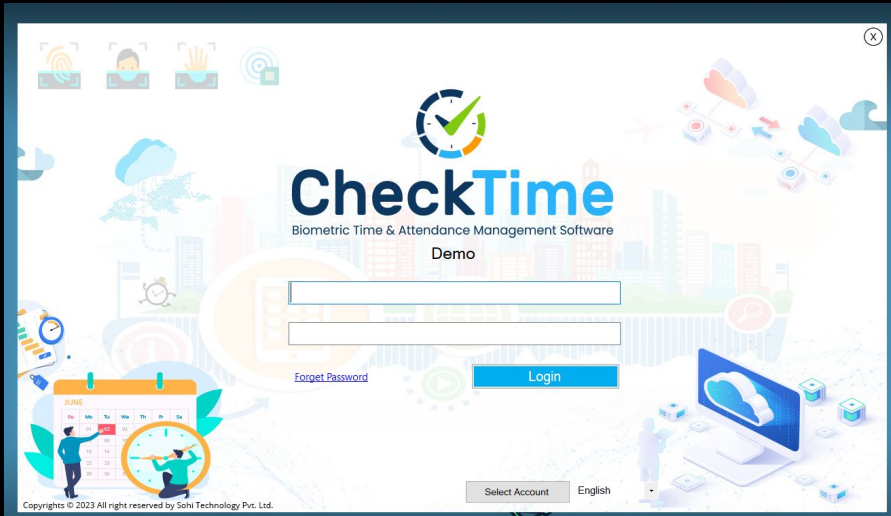 X
CheckTime
Biometric Time & Attendance Management Software
Demo
Forget Password
Login
JUNE
Su Mo Tu We Th Fr Sa
Select Account
English
Copyrights © 2023 All right reserved by Sohi Technology Pvt. Ltd.